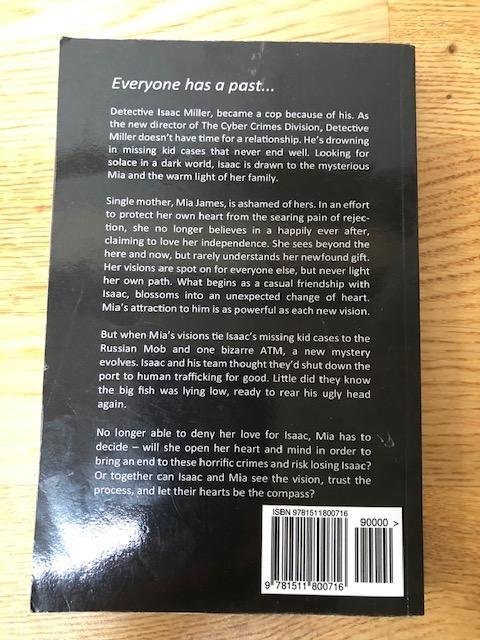 Everyone has a past...
Detective Isaac Miller, became a cop because of his. As
the new director of The Cyber Crimes Division, Detective
Miller doesn't have time for a relationship. He's drowning
in missing kid cases that never end well. Looking for
solace in a dark world, Isaac is drawn to the mysterious
Mia and the warm light of her family.
Single mother, Mia James, is ashamed of hers. In an effort
to protect her own heart from the searing pain of rejec-
tion, she no longer believes in a happily ever after,
claiming to love her independence. She sees beyond the
here and now, but rarely understands her newfound gift.
Her visions are spot on for everyone else, but never light
her own path. What begins as a casual friendship with
Isaac, blossoms into an unexpected change of heart.
Mia's attraction to him is as powerful as each new vision.
But when Mia's visions tie Isaac's missing kid cases to the
Russian Mob and one bizarre ATM, a new mystery
evolves. Isaac and his team thought they'd shut down the
port to human trafficking for good. Little did they know
the big fish was lying low, ready to rear his ugly head
again.
No longer able to deny her love for Isaac, Mia has to
decide – will she open her heart and mind in order to
bring an end to these horrific crimes and risk losing Isaac?
Or together can Isaac and Mia see the vision, trust the
process, and let their hearts be the compass?
ISBN 9781511800716
90000 >
9 781511 800716